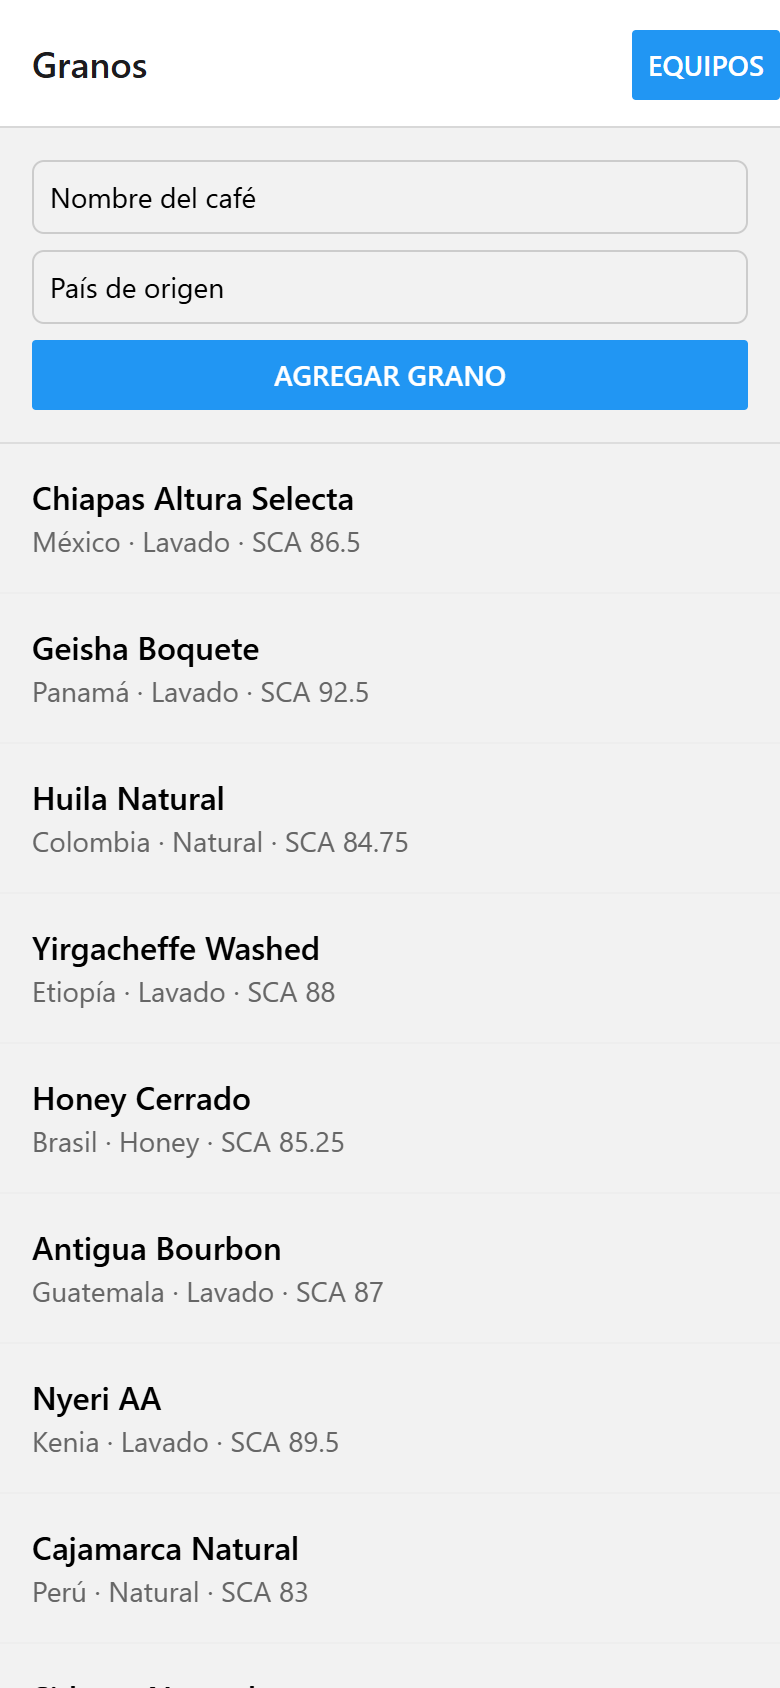 Granos
EQUIPOS
Nombre del café
País de origen
AGREGAR GRANO
Chiapas Altura Selecta
México · Lavado · SCA 86.5
Geisha Boquete
Panamá · Lavado · SCA 92.5
Huila Natural
Colombia · Natural · SCA 84.75
Yirgacheffe Washed
Etiopía · Lavado · SCA 88
Honey Cerrado
Brasil · Honey · SCA 85.25
Antigua Bourbon
Guatemala · Lavado · SCA 87
Nyeri AA
Kenia · Lavado · SCA 89.5
Cajamarca Natural
Perú · Natural · SCA 83